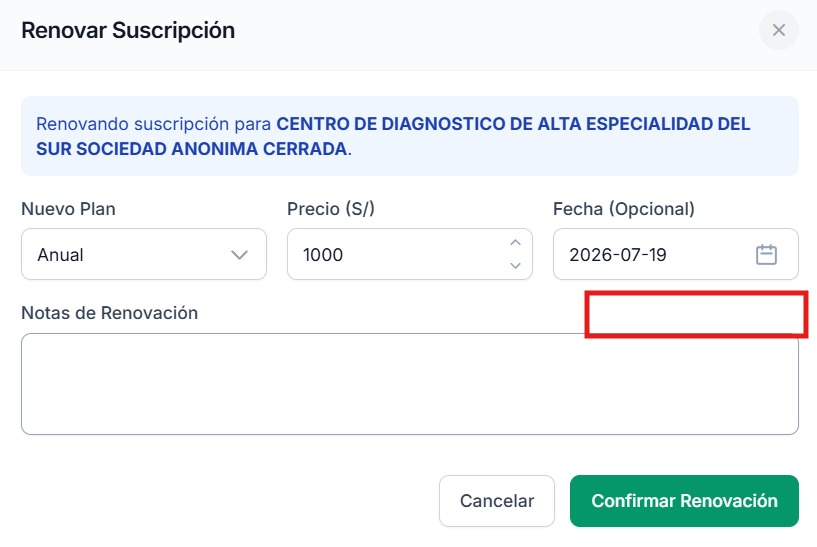 Renovar Suscripción
Renovando suscripción para CENTRO DE DIAGNOSTICO DE ALTA ESPECIALIDAD DEL
SUR SOCIEDAD ANONIMA CERRADA.
Nuevo Plan
Precio (S/)
Fecha (Opcional)
Anual
1000
2026-07-19
Notas de Renovación
Cancelar
Confirmar Renovación